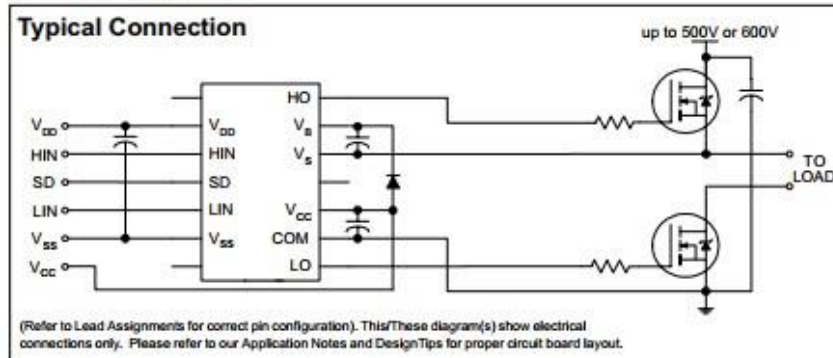 Typical Connection
up to 500V or 600V
HO
VDD
VDD
VB
HIN
HIN
VS
TO
LOAD
SD
SD
LIN
LIN
VCC
VSS
VSS
COM
VCC
LO
(Refer to Lead Assignments for correct pin configuration). This/These diagram(s) show electrical
connections only. Please refer to our Application Notes and DesignTips for proper circuit board layout.